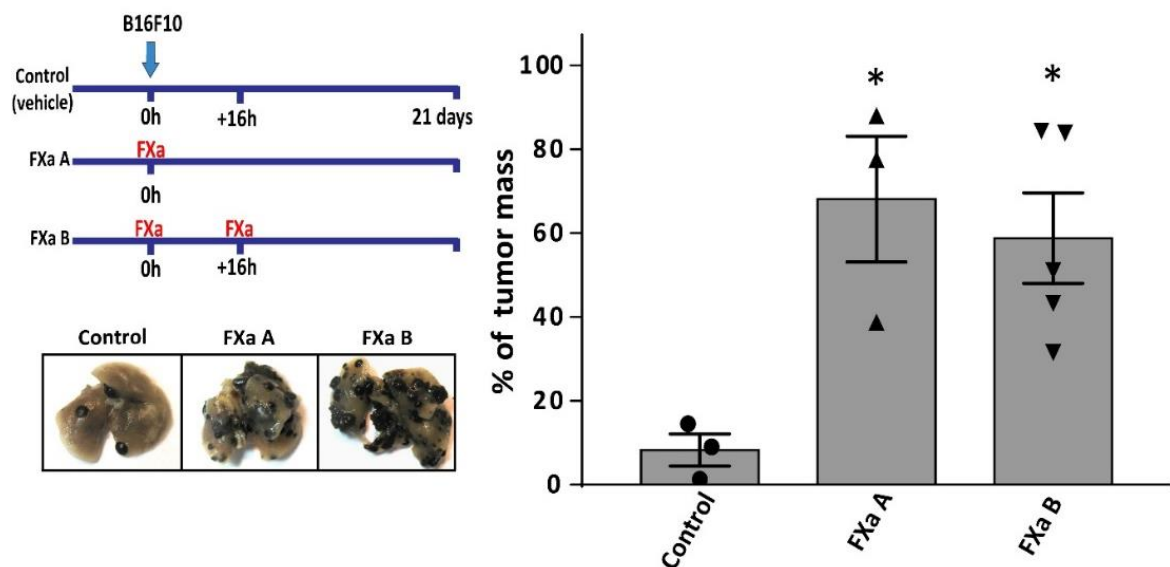 B16F10
Control
(vehicle)
0h
+16h
21 days
FXa A
FXa
0h
FXa B
FXa
FXa
0h
+16h
Control
FXa A
FXa B
% of tumor mass
100
80
60
40
20
0
*
*
Control
FXa A
FXa B